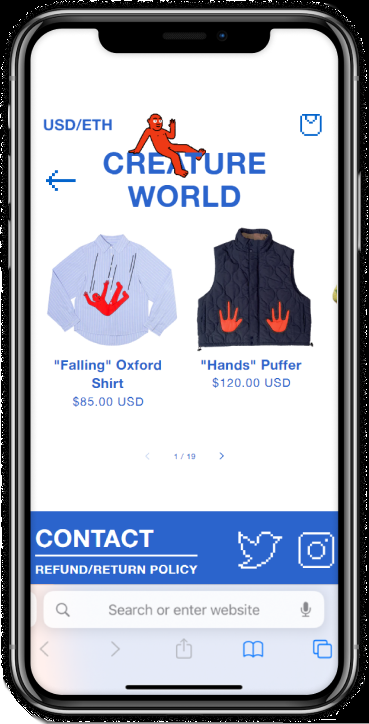 USD/ETH
CREATURE
WORLD
"Falling" Oxford
Shirt
$85.00 USD
"Hands" Puffer
$120.00 USD
1 / 19
CONTACT
REFUND/RETURN POLICY
Search or enter website